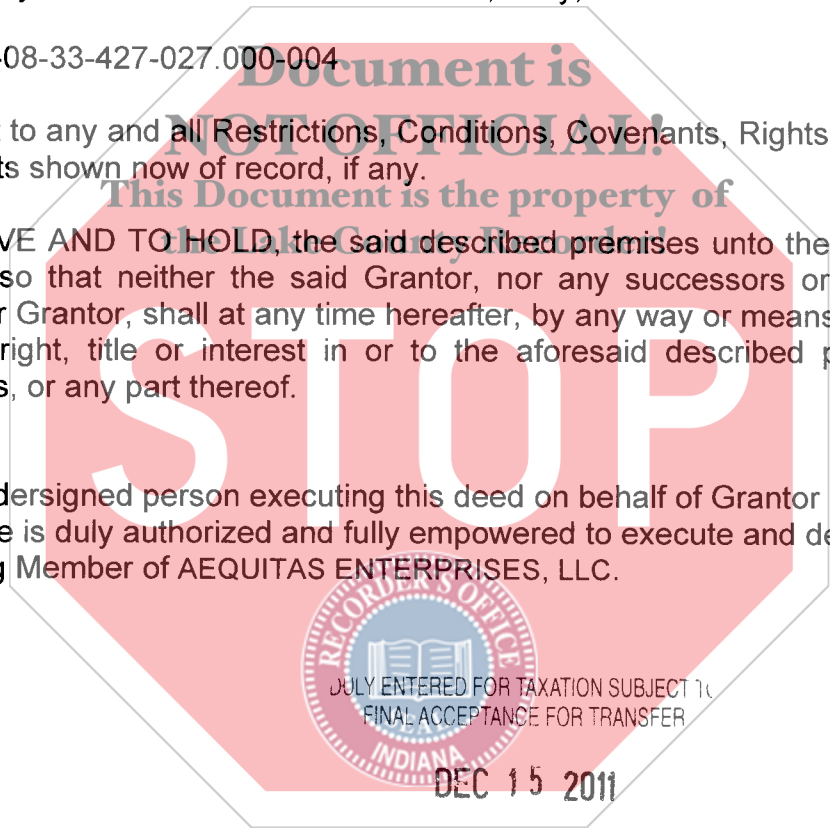 Document is
-08-33-427-027.000-004
NOT OFFICIAL!
to any and all Restrictions, Conditions, Covenants, Rights
ts shown now of record, if any.
This Document is the property of
the Lake County Recorder!
VE AND TO HOLD, the said described premises unto the
so that neither the said Grantor, nor any successors or
r Grantor, shall at any time hereafter, by any way or means
right, title or interest in or to the aforesaid described p
s, or any part thereof.
STOP
dersigned person executing this deed on behalf of Grantor
e is duly authorized and fully empowered to execute and de
g Member of AEQUITAS ENTERPRISES, LLC.
RECORDER'S OFFICE
DULY ENTERED FOR TAXATION SUBJECT TO
FINAL ACCEPTANCE FOR TRANSFER
SEAL
INDIANA
DEC 15 2011